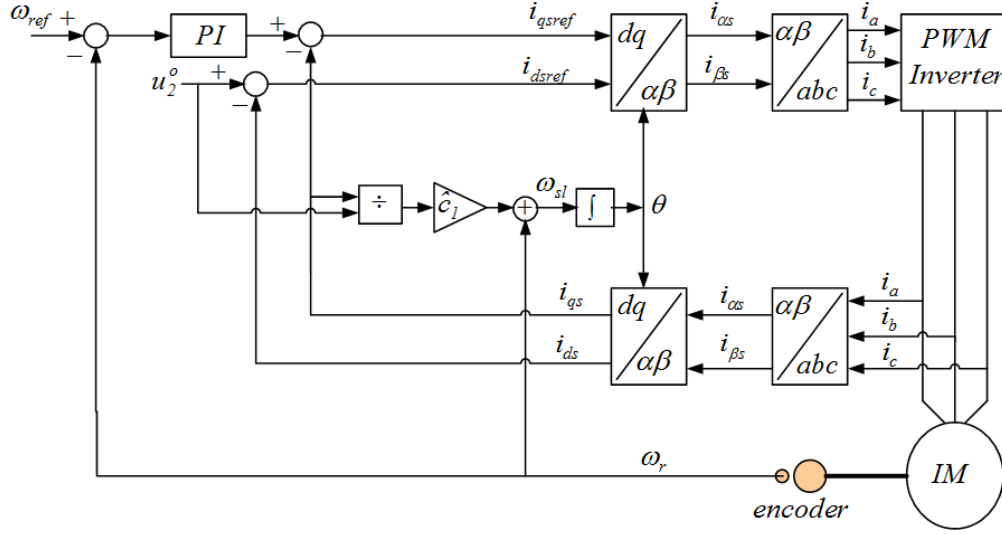 ω_ref + − PI + −
i_qsref
dq
αβ
i_αs
αβ
abc
i_a
PWM
Inverter
u_2^o + −
i_dsref
i_βs
i_b
i_c
÷
ĉ_1
+
ω_sl
∫
θ
i_qs
dq
αβ
i_αs
αβ
abc
i_a
i_ds
i_βs
i_b
i_c
ω_r
encoder
IM